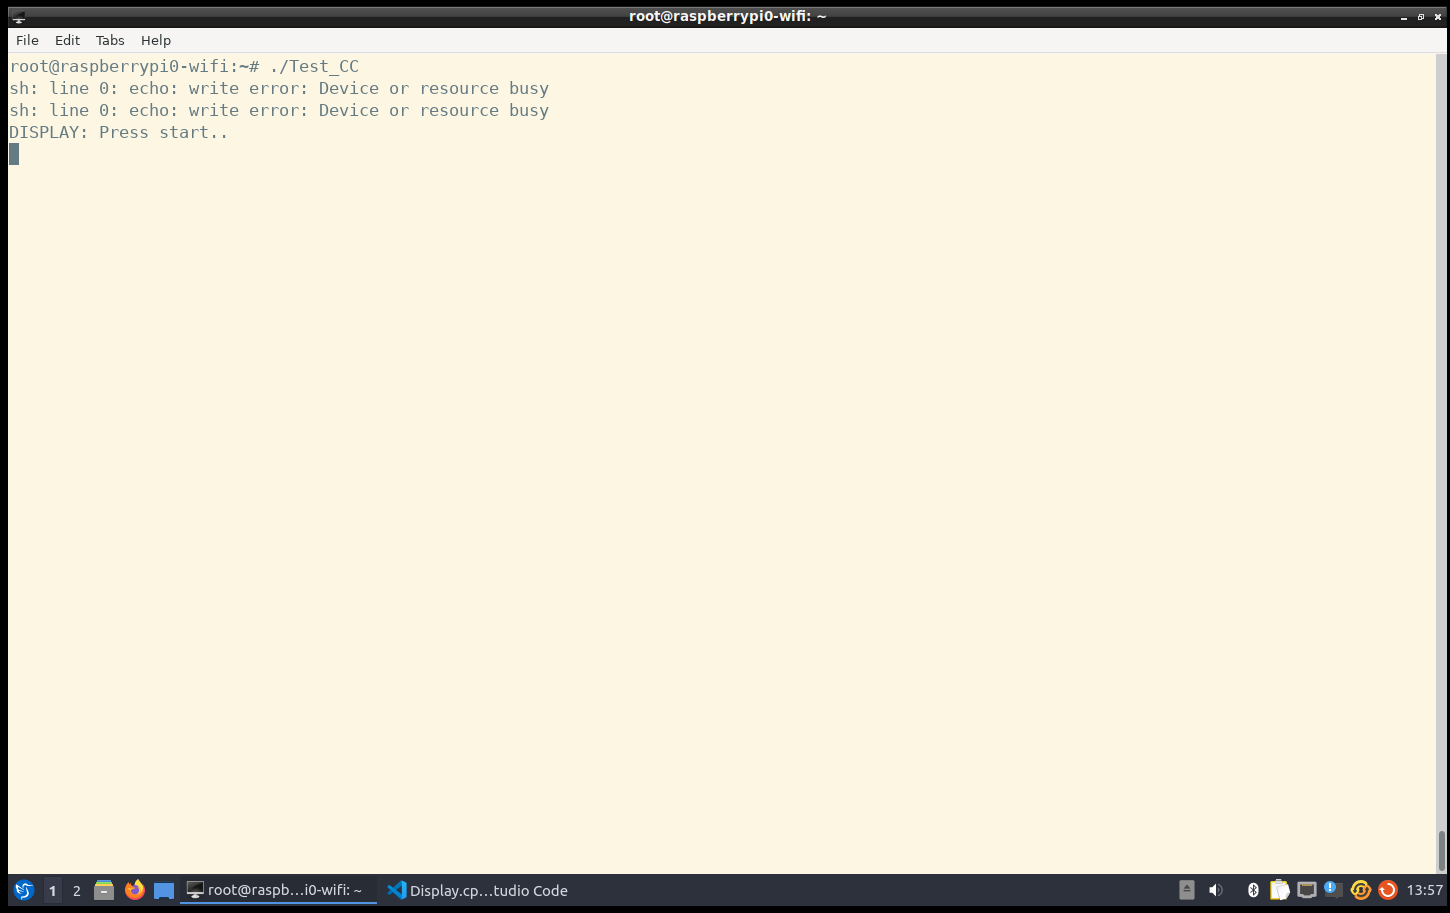 root@raspberrypi0-wifi: ~
File Edit Tabs Help
root@raspberrypi0-wifi:~# ./Test_CC
sh: line 0: echo: write error: Device or resource busy
sh: line 0: echo: write error: Device or resource busy
DISPLAY: Press start..
1 2 root@raspb...i0-wifi: ~ Display.cp...tudio Code 13:57